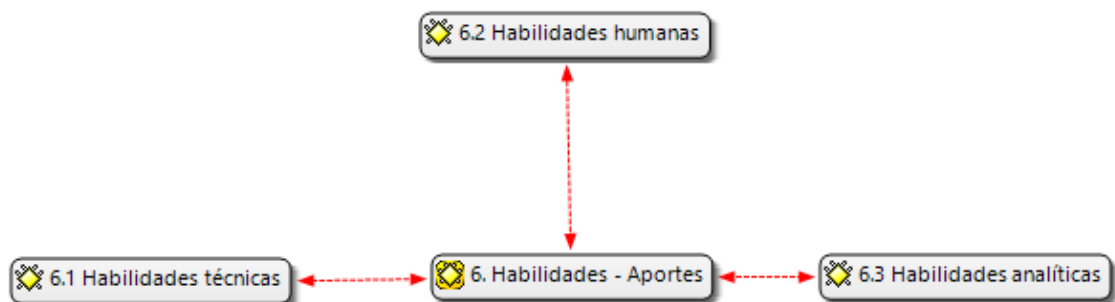 6.2 Habilidades humanas
6.1 Habilidades técnicas
6. Habilidades - Aportes
6.3 Habilidades analíticas